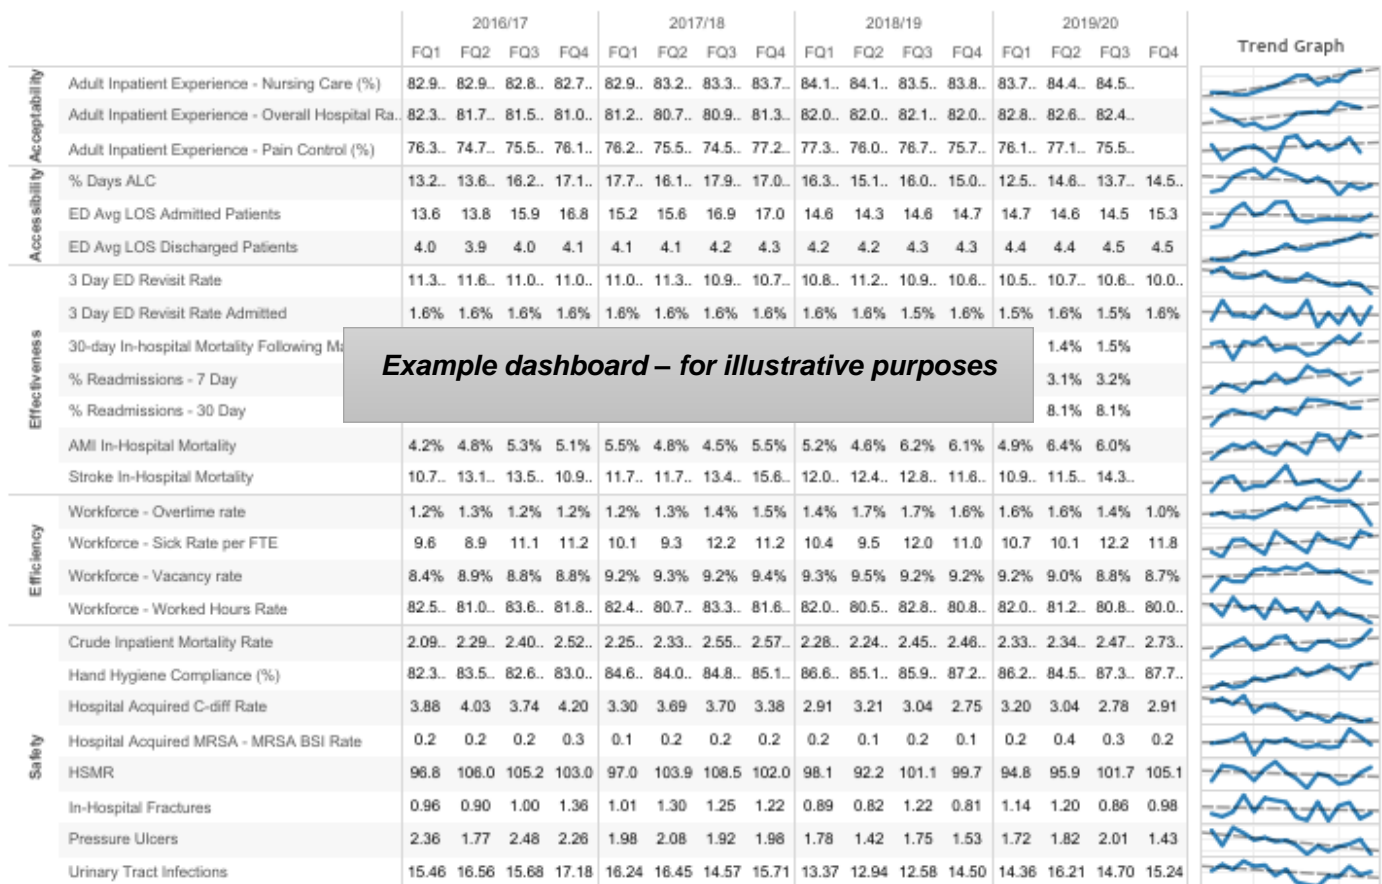 2016/17 2017/18 2018/19 2019/20
FQ1 FQ2 FQ3 FQ4 FQ1 FQ2 FQ3 FQ4 FQ1 FQ2 FQ3 FQ4 FQ1 FQ2 FQ3 FQ4 Trend Graph
Acceptability
Adult Inpatient Experience - Nursing Care (%) 82.9.. 82.9.. 82.8.. 82.7.. 82.9.. 83.2.. 83.3.. 83.7.. 84.1.. 84.1.. 83.5.. 83.8.. 83.7.. 84.4.. 84.5..
Adult Inpatient Experience - Overall Hospital Ra.. 82.3.. 81.7.. 81.5.. 81.0.. 81.2.. 80.7.. 80.9.. 81.3.. 82.0.. 82.0.. 82.1.. 82.0.. 82.8.. 82.6.. 82.4..
Adult Inpatient Experience - Pain Control (%) 76.3.. 74.7.. 75.5.. 76.1.. 76.2.. 75.5.. 74.5.. 77.2.. 77.3.. 76.0.. 76.7.. 75.7.. 76.1.. 77.1.. 75.5..
Accessibility
% Days ALC 13.2.. 13.6.. 16.2.. 17.1.. 17.7.. 16.1.. 17.9.. 17.0.. 16.3.. 15.1.. 16.0.. 15.0.. 12.5.. 14.6.. 13.7.. 14.5..
ED Avg LOS Admitted Patients 13.6 13.8 15.9 16.8 15.2 15.6 16.9 17.0 14.6 14.3 14.6 14.7 14.7 14.6 14.5 15.3
ED Avg LOS Discharged Patients 4.0 3.9 4.0 4.1 4.1 4.1 4.2 4.3 4.2 4.2 4.3 4.3 4.4 4.4 4.5 4.5
Effectiveness
3 Day ED Revisit Rate 11.3.. 11.6.. 11.0.. 11.0.. 11.0.. 11.3.. 10.9.. 10.7.. 10.8.. 11.2.. 10.9.. 10.6.. 10.5.. 10.7.. 10.6.. 10.0..
3 Day ED Revisit Rate Admitted 1.6% 1.6% 1.6% 1.6% 1.6% 1.6% 1.6% 1.6% 1.6% 1.6% 1.5% 1.6% 1.5% 1.6% 1.5% 1.6%
30-day In-hospital Mortality Following 1.4% 1.5%
Example dashboard – for illustrative purposes
% Readmissions - 7 Day 3.1% 3.2%
% Readmissions - 30 Day 8.1% 8.1%
AMI In-Hospital Mortality 4.2% 4.8% 5.3% 5.1% 5.5% 4.8% 4.5% 5.5% 5.2% 4.6% 6.2% 6.1% 4.9% 6.4% 6.0%
Stroke In-Hospital Mortality 10.7.. 13.1.. 13.5.. 10.9.. 11.7.. 11.7.. 13.4.. 15.6.. 12.0.. 12.4.. 12.8.. 11.6.. 10.9.. 11.5.. 14.3..
Efficiency
Workforce - Overtime rate 1.2% 1.3% 1.2% 1.2% 1.2% 1.3% 1.4% 1.5% 1.4% 1.7% 1.7% 1.6% 1.6% 1.6% 1.4% 1.0%
Workforce - Sick Rate per FTE 9.6 8.9 11.1 11.2 10.1 9.3 12.2 11.2 10.4 9.5 12.0 11.0 10.7 10.1 12.2 11.8
Workforce - Vacancy rate 8.4% 8.9% 8.8% 8.8% 9.2% 9.3% 9.2% 9.4% 9.3% 9.5% 9.2% 9.2% 9.2% 9.0% 8.8% 8.7%
Workforce - Worked Hours Rate 82.5.. 81.0.. 83.6.. 81.8.. 82.4.. 80.7.. 83.3.. 81.6.. 82.0.. 80.5.. 82.8.. 80.8.. 82.0.. 81.2.. 80.8.. 80.0..
Safety
Crude Inpatient Mortality Rate 2.09.. 2.29.. 2.40.. 2.52.. 2.25.. 2.33.. 2.55.. 2.57.. 2.28.. 2.24.. 2.45.. 2.46.. 2.33.. 2.34.. 2.47.. 2.73..
Hand Hygiene Compliance (%) 82.3.. 83.5.. 82.6.. 83.0.. 84.6.. 84.0.. 84.8.. 85.1.. 86.6.. 85.1.. 85.9.. 87.2.. 86.2.. 84.5.. 87.3.. 87.7..
Hospital Acquired C-diff Rate 3.88 4.03 3.74 4.20 3.30 3.69 3.70 3.38 2.91 3.21 3.04 2.75 3.20 3.04 2.78 2.91
Hospital Acquired MRSA - MRSA BSI Rate 0.2 0.2 0.2 0.3 0.1 0.2 0.2 0.2 0.2 0.1 0.2 0.1 0.2 0.4 0.3 0.2
HSMR 96.8 106.0 105.2 103.0 97.0 103.9 108.5 102.0 98.1 92.2 101.1 99.7 94.8 95.9 101.7 105.1
In-Hospital Fractures 0.96 0.90 1.00 1.36 1.01 1.30 1.25 1.22 0.89 0.82 1.22 0.81 1.14 1.20 0.86 0.98
Pressure Ulcers 2.36 1.77 2.48 2.26 1.98 2.08 1.92 1.98 1.78 1.42 1.75 1.53 1.72 1.82 2.01 1.43
Urinary Tract Infections 15.46 16.56 15.68 17.18 16.24 16.45 14.57 15.71 13.37 12.94 12.58 14.50 14.36 16.21 14.70 15.24